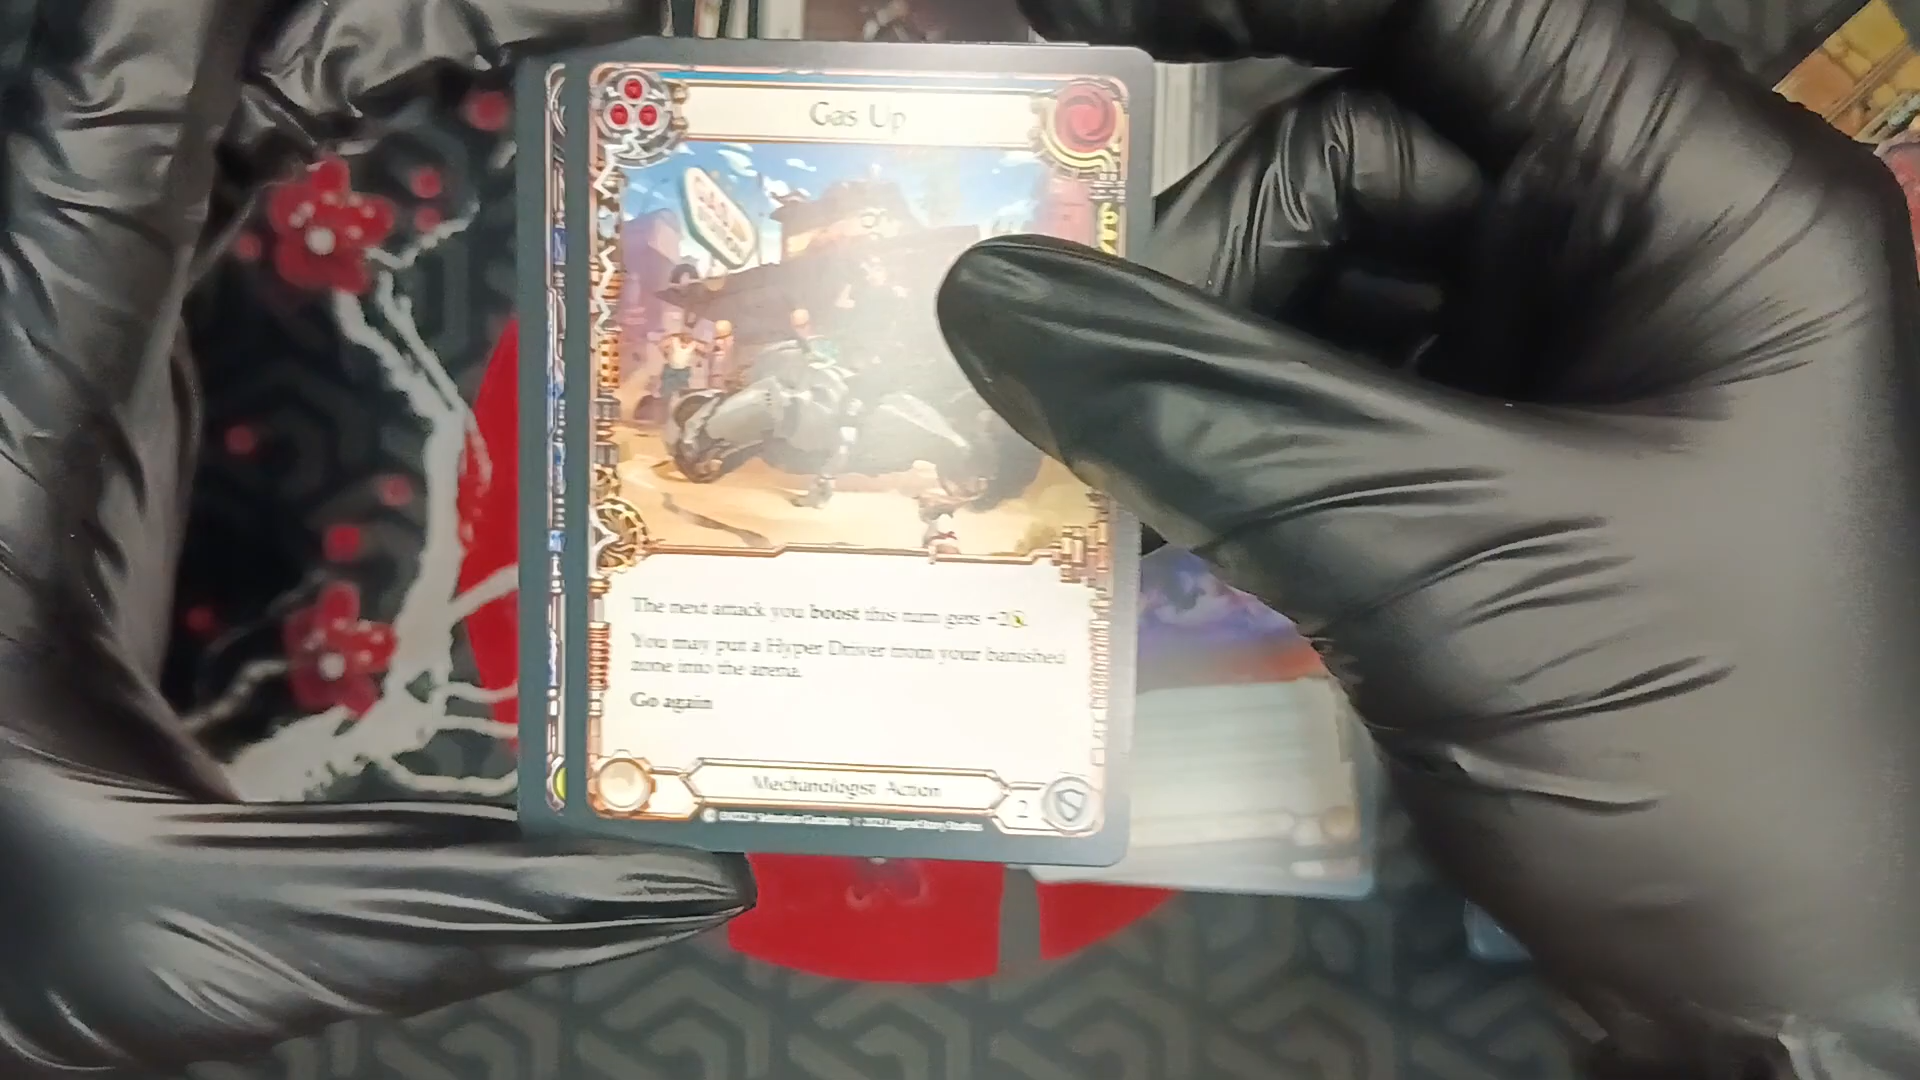 Gas Up
The next attack you boost this turn gets +2
You may put a Hyper Driver from your banished
zone into the arena.
Go again
Mechanologist Action
2